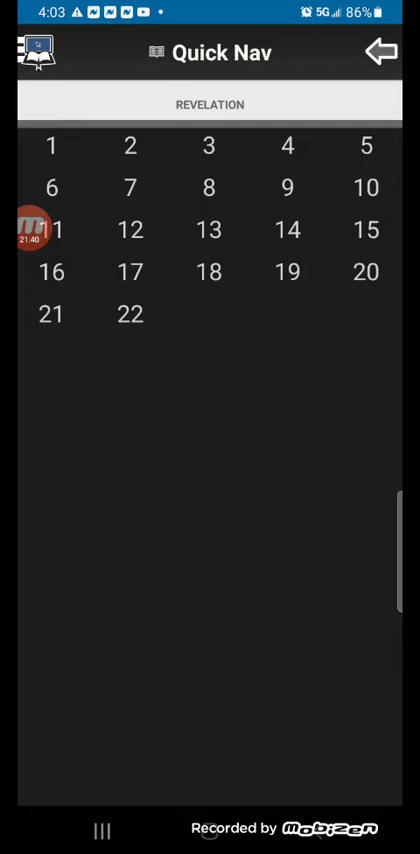 4:03 5G 86%
Quick Nav
REVELATION
1 2 3 4 5
6 7 8 9 10
11 12 13 14 15
21:40
16 17 18 19 20
21 22
Recorded by Mobizen